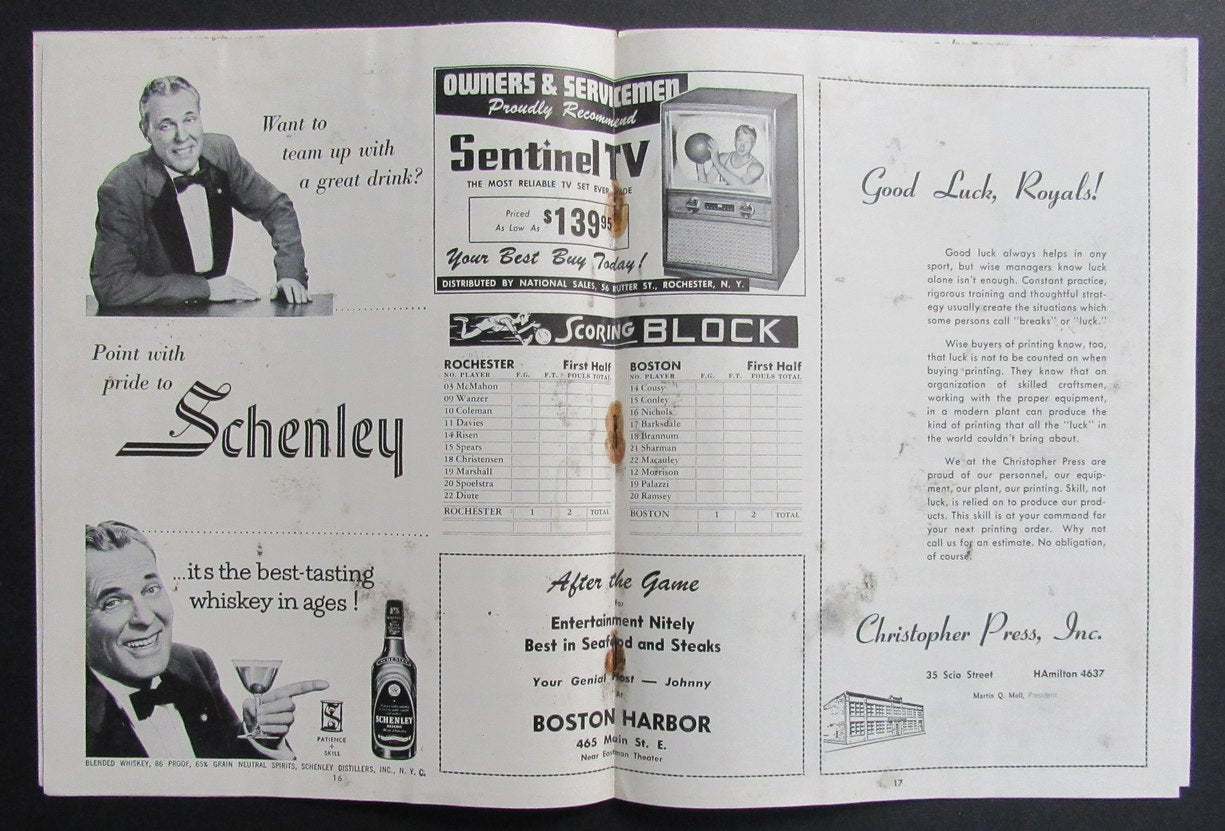 Want to
team up with
a great drink?
Point with
pride to
Schenley
...it's the best-tasting
whiskey in ages!
SCHENLEY
PATIENCE
+
SKILL
BLENDED WHISKEY, 86 PROOF, 65% GRAIN NEUTRAL SPIRITS, SCHENLEY DISTILLERS, INC., N. Y. C.
16
OWNERS & SERVICEMEN
Proudly Recommend
Sentinel TV
THE MOST RELIABLE TV SET EVER
Priced
As Low As $139.95
Your Best Buy Today!
DISTRIBUTED BY NATIONAL SALES, 56 RUTTER ST., ROCHESTER, N. Y.
SCORING BLOCK
ROCHESTER First Half
NO. PLAYER F.G. F.T. FOULS TOTAL
03 McMahon
09 Wanzer
10 Coleman
11 Davies
14 Risen
15 Spears
18 Christensen
19 Marshall
20 Spoelstra
22 Diute
ROCHESTER 1 2 TOTAL
BOSTON First Half
NO. PLAYER F.G. F.T. FOULS TOTAL
14 Cousy
15 Conley
16 Nichols
17 Barksdale
18 Brannum
21 Sharman
22 Macauley
12 Morrison
19 Palazzi
20 Ramsey
BOSTON 1 2 TOTAL
After the Game
for
Entertainment Nitely
Best in Seafood and Steaks
Your Genial Host — Johnny
At
BOSTON HARBOR
465 Main St. E.
Near Eastman Theater
Good Luck, Royals!
Good luck always helps in any
sport, but wise managers know luck
alone isn't enough. Constant practice,
rigorous training and thoughtful strat-
egy usually create the situations which
some persons call "breaks" or "luck."
Wise buyers of printing know, too,
that luck is not to be counted on when
buying printing. They know that an
organization of skilled craftsmen,
working with the proper equipment,
in a modern plant can produce the
kind of printing that all the "luck" in
the world couldn't bring about.
We at the Christopher Press are
proud of our personnel, our equip-
ment, our plant, our printing. Skill, not
luck, is relied on to produce our prod-
ucts. This skill is at your command for
your next printing order. Why not
call us for an estimate. No obligation,
of course.
Christopher Press, Inc.
35 Scio Street HAmilton 4637
Martin Q. Moll, President
17